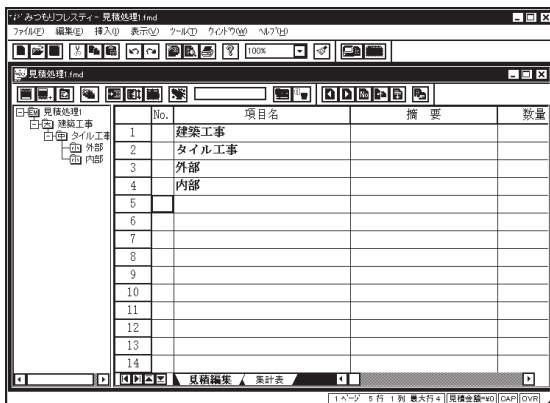 みつもりフレスティ - 見積処理1.fmd
ファイル(F) 編集(E) 挿入(I) 表示(V) ツール(T) ウィンドウ(W) ヘルプ(H)
100%
見積処理1.fmd
見積処理1
建築工事
タイル工事
外部
内部
No. 項目名 摘 要 数量
1 建築工事
2 タイル工事
3 外部
4 内部
5
6
7
8
9
10
11
12
13
14
見積編集 集計表
1ページ 5行 1列 最大行4 見積金額=¥0 CAP OVR